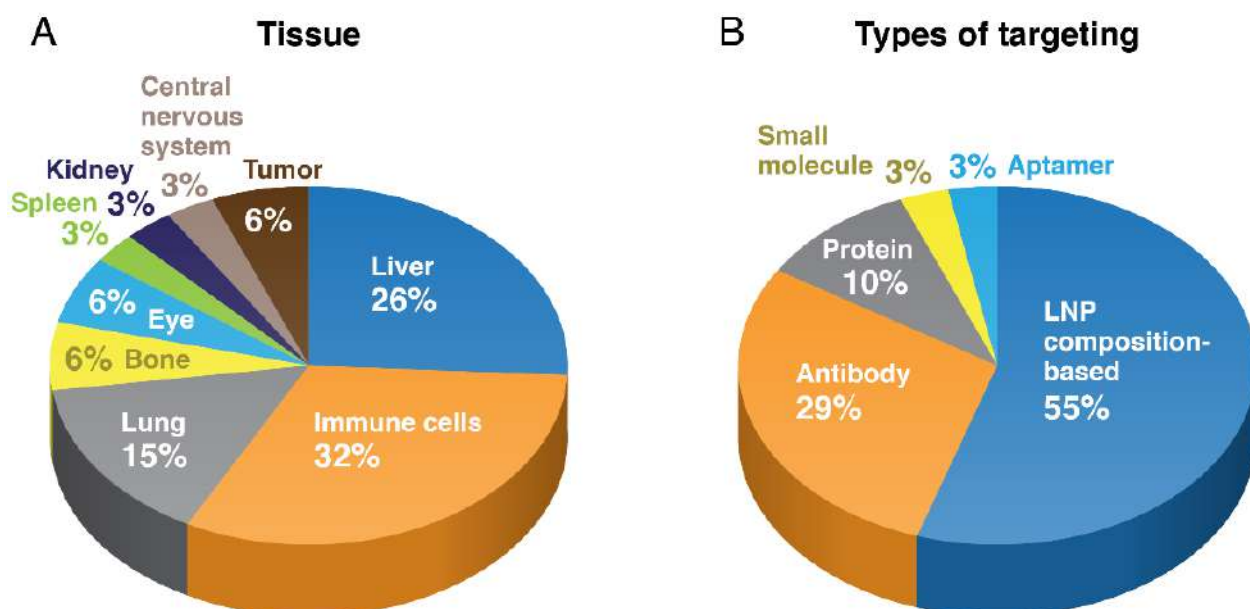 A
Tissue
Central
nervous
system
3%
Tumor
6%
Kidney
3%
Spleen
3%
Liver
26%
6%
Eye
6% Bone
Lung
15%
Immune cells
32%
B
Types of targeting
Small
molecule
3%
3% Aptamer
Protein
10%
LNP
composition-
based
55%
Antibody
29%